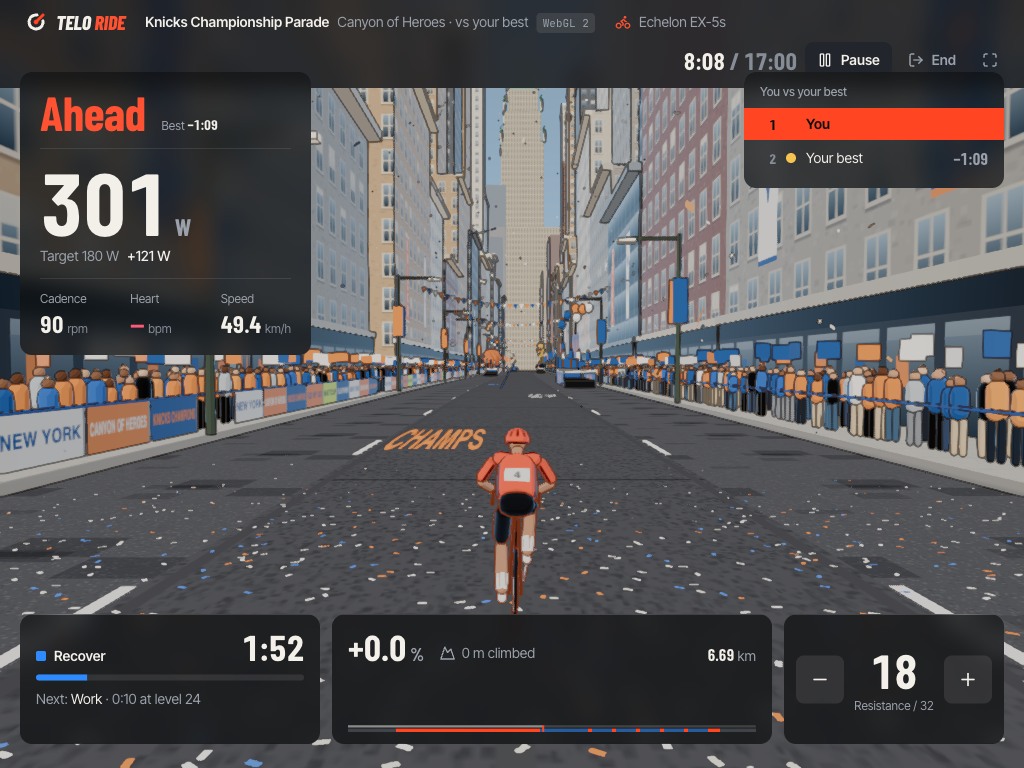 TELO RIDE Knicks Championship Parade Canyon of Heroes · vs your best WebGL 2 Echelon EX-5s
8:08 / 17:00 Pause End
Ahead Best −1:09
301 W
Target 180 W +121 W
Cadence Heart Speed
90 rpm — bpm 49.4 km/h
You vs your best
1 You
2 Your best −1:09
NEW YORK CANYON OF HEROES KNICKS CHAMPIONS NEW YORK
CHAMPS
4
Recover 1:52
Next: Work · 0:10 at level 24
+0.0 % 0 m climbed 6.69 km
− 18 +
Resistance / 32